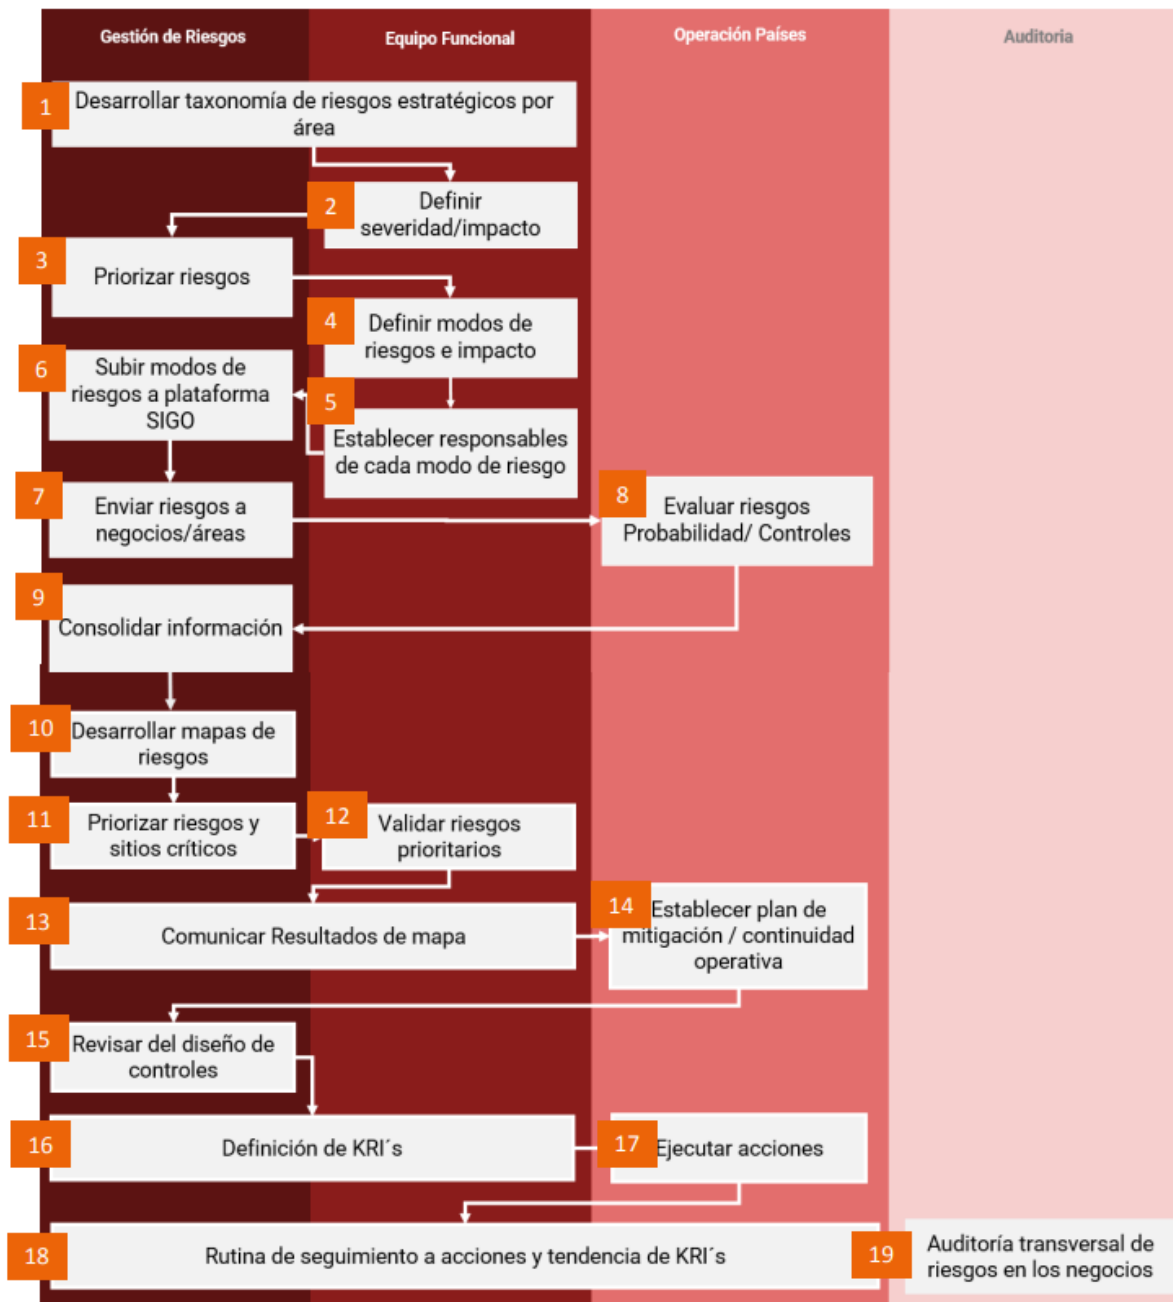 Gestión de Riesgos
Equipo Funcional
Operación Países
Auditoria
1
Desarrollar taxonomía de riesgos estratégicos por
área
2
Definir
severidad/impacto
3
Priorizar riesgos
4
Definir modos de
riesgos e impacto
5
Establecer responsables
de cada modo de riesgo
6
Subir modos de
riesgos a plataforma
SIGO
7
Enviar riesgos a
negocios/áreas
8
Evaluar riesgos
Probabilidad/ Controles
9
Consolidar información
10
Desarrollar mapas de
riesgos
11
Priorizar riesgos y
sitios críticos
12
Validar riesgos
prioritarios
13
Comunicar Resultados de mapa
14
Establecer plan de
mitigación / continuidad
operativa
15
Revisar del diseño de
controles
16
Definición de KRI´s
17
Ejecutar acciones
18
Rutina de seguimiento a acciones y tendencia de KRI´s
19
Auditoría transversal de
riesgos en los negocios